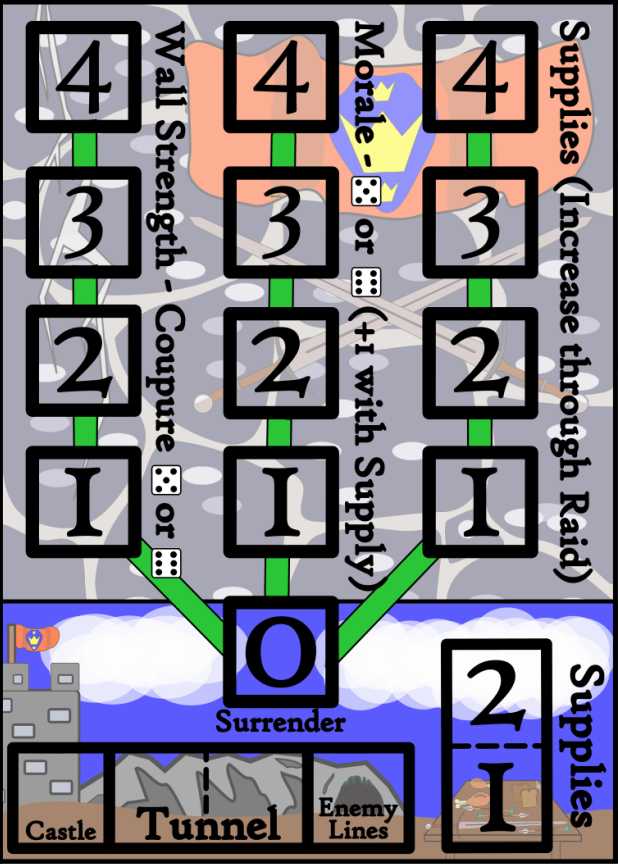 4
3
2
1
Wall Strength - Coupure ⚄ or ⚅
4
3
2
1
Morale - ⚄ or ⚅ (+1 with Supply)
4
3
2
1
Supplies (Increase through Raid)
0
Surrender
2
1
Supplies
Castle
Tunnel
Enemy
Lines